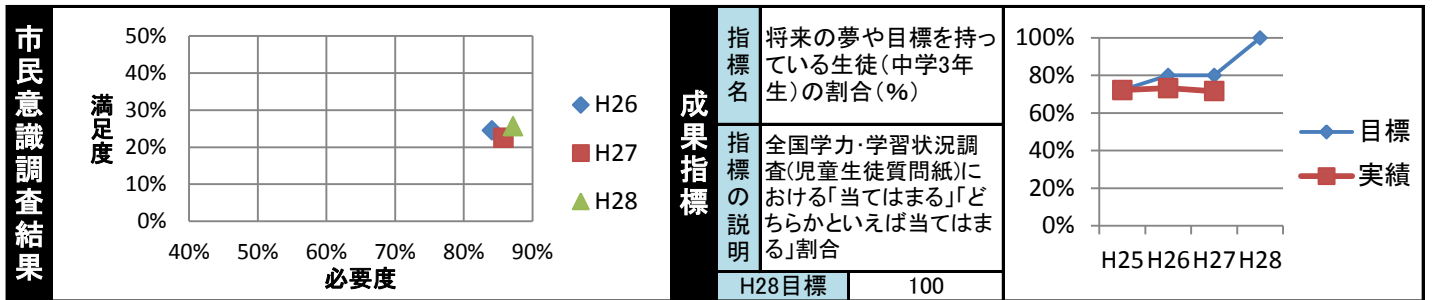 市民意識調査結果
50%
40%
30%
20%
10%
0%
満足度
40% 50% 60% 70% 80% 90%
必要度
H26
H27
H28
成果指標
指標名
将来の夢や目標を持っ
ている生徒(中学3年
生)の割合(%)
指標の説明
全国学力・学習状況調
査(児童生徒質問紙)に
おける「当てはまる」「ど
ちらかといえば当てはま
る」割合
H28目標 100
100%
80%
60%
40%
20%
0%
H25 H26 H27 H28
目標
実績